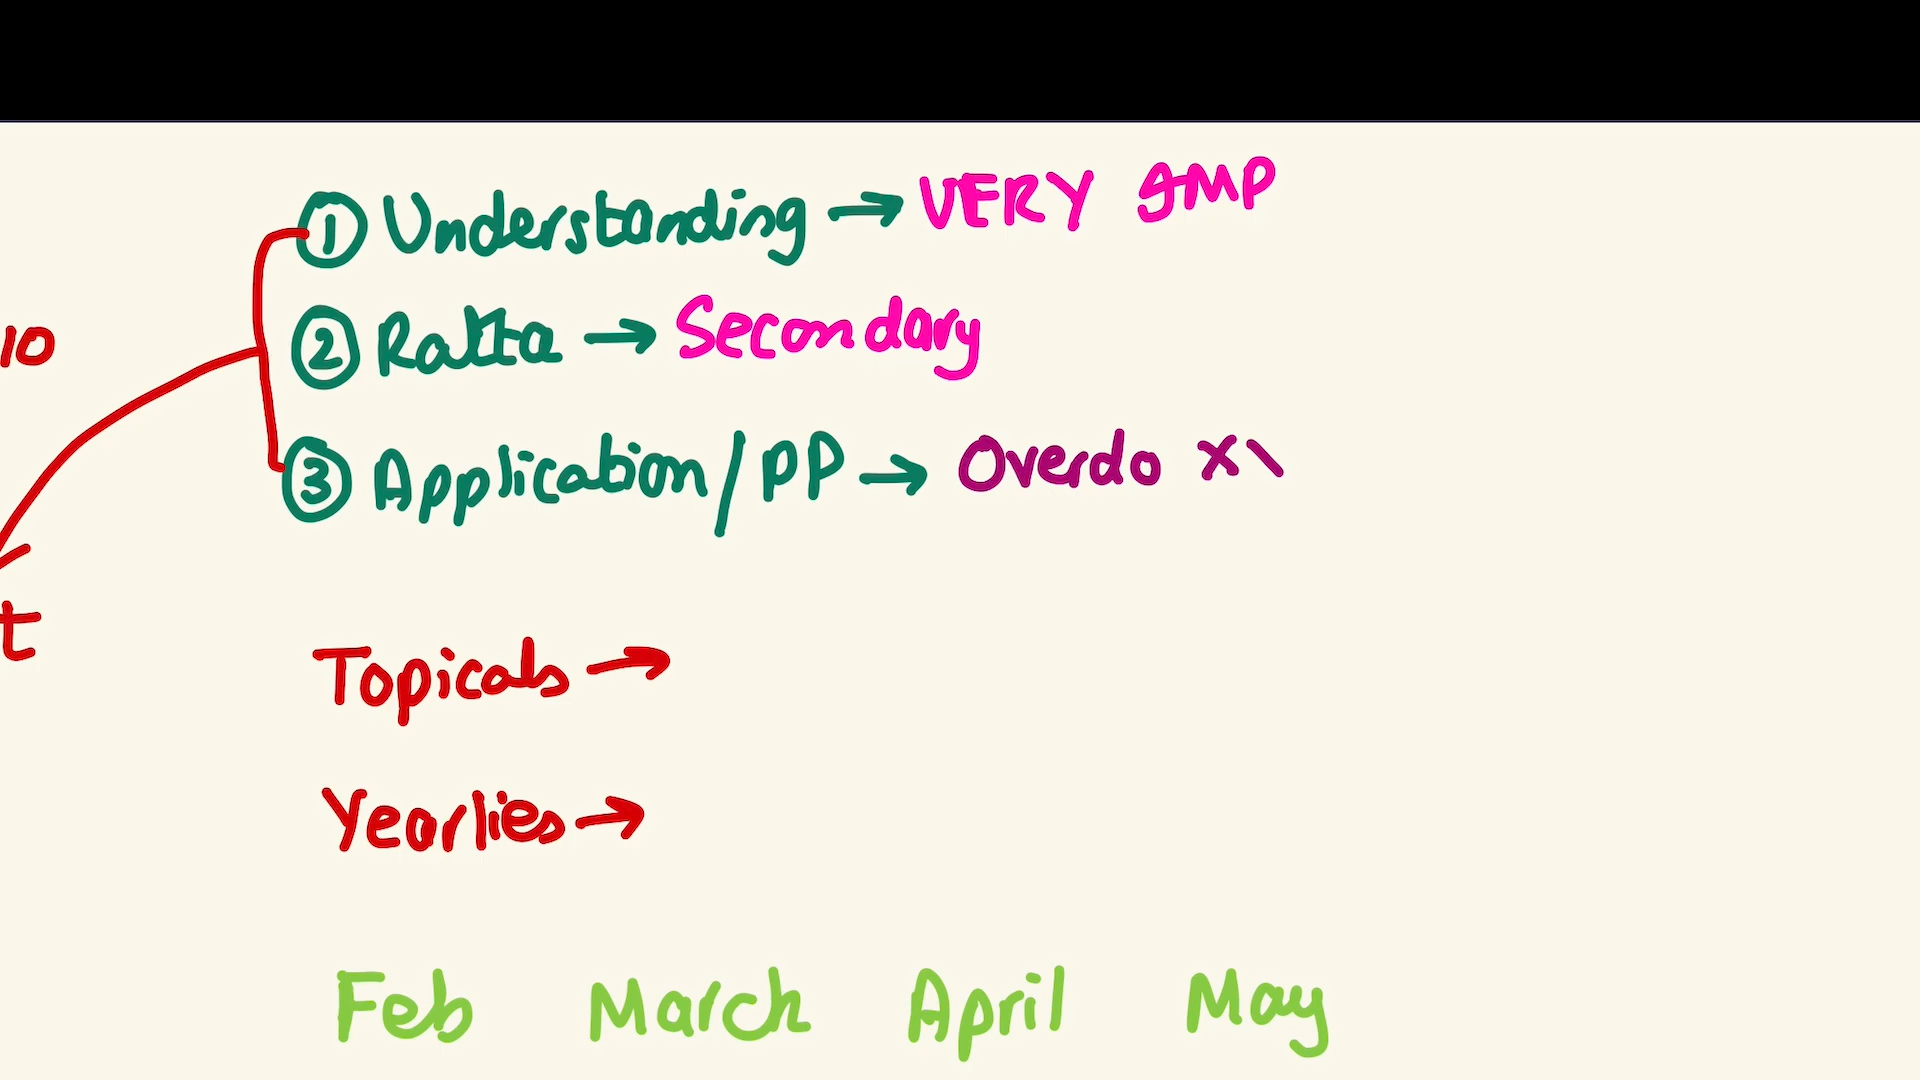 ① Understanding → VERY IMP
10
② Ratta → Secondary
③ Application/PP → Overdo X
t
Topicals →
Yearlies →
Feb March April May